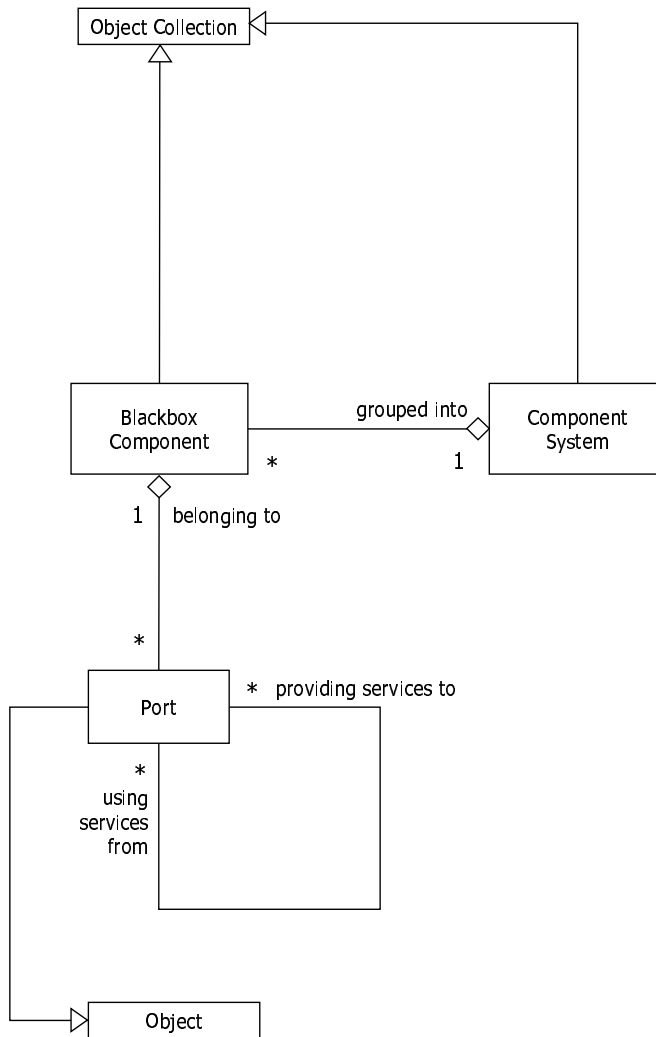 Object Collection
Blackbox
Component
grouped into
Component
System
*
1
1
belonging to
*
*
providing services to
Port
*
using
services
from
Object